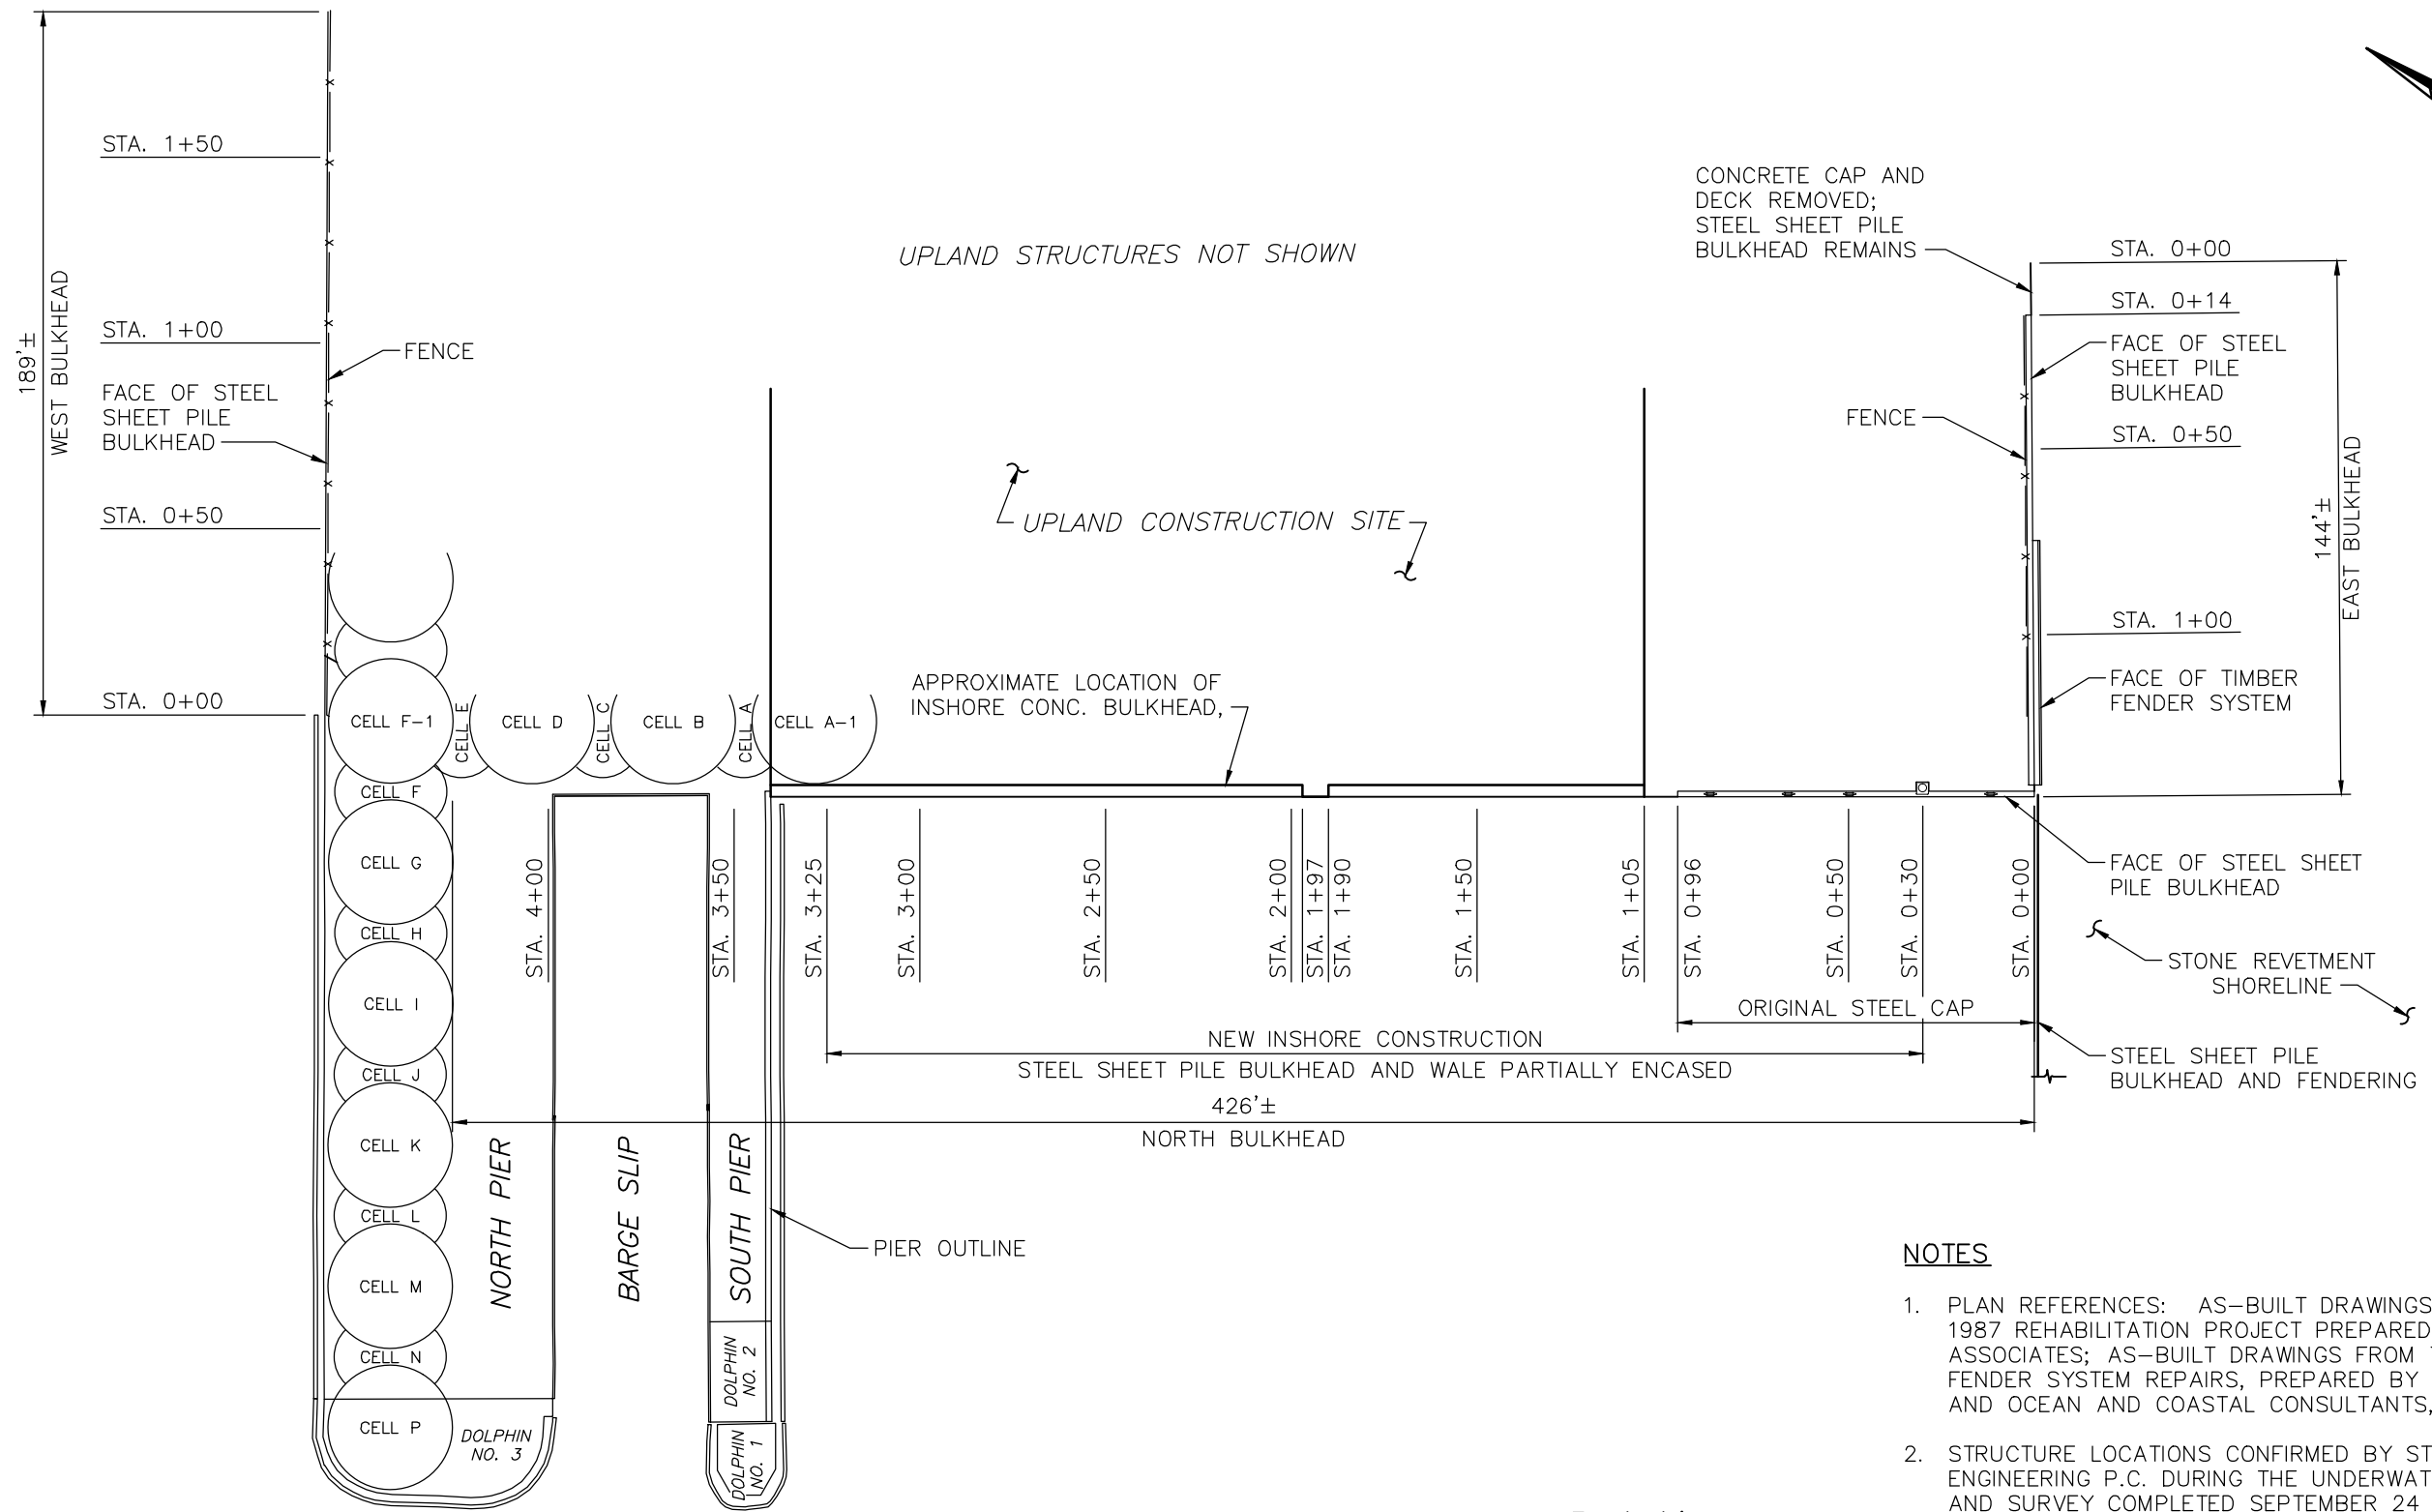 189'±
WEST BULKHEAD
STA. 1+50
STA. 1+00
FENCE
FACE OF STEEL
SHEET PILE
BULKHEAD
STA. 0+50
STA. 0+00
UPLAND STRUCTURES NOT SHOWN
UPLAND CONSTRUCTION SITE
APPROXIMATE LOCATION OF
INSHORE CONC. BULKHEAD,
CONCRETE CAP AND
DECK REMOVED;
STEEL SHEET PILE
BULKHEAD REMAINS
STA. 0+00
STA. 0+14
FACE OF STEEL
SHEET PILE
BULKHEAD
FENCE
STA. 0+50
144'±
EAST BULKHEAD
STA. 1+00
FACE OF TIMBER
FENDER SYSTEM
CELL F-1
CELL E
CELL D
CELL C
CELL B
CELL A
CELL A-1
CELL F
CELL G
CELL H
CELL I
CELL J
CELL K
CELL L
CELL M
CELL N
CELL P
STA. 4+00
STA. 3+50
STA. 3+25
STA. 3+00
STA. 2+50
STA. 2+00
STA. 1+97
STA. 1+90
STA. 1+50
STA. 1+05
STA. 0+96
STA. 0+50
STA. 0+30
STA. 0+00
FACE OF STEEL SHEET
PILE BULKHEAD
STONE REVETMENT
SHORELINE
ORIGINAL STEEL CAP
NEW INSHORE CONSTRUCTION
STEEL SHEET PILE BULKHEAD AND WALE PARTIALLY ENCASED
STEEL SHEET PILE
BULKHEAD AND FENDERING
426'±
NORTH BULKHEAD
NORTH PIER
BARGE SLIP
SOUTH PIER
PIER OUTLINE
DOLPHIN
NO. 2
DOLPHIN
NO. 1
DOLPHIN
NO. 3
NOTES
1. PLAN REFERENCES: AS-BUILT DRAWINGS
1987 REHABILITATION PROJECT PREPARED
ASSOCIATES; AS-BUILT DRAWINGS FROM
FENDER SYSTEM REPAIRS, PREPARED BY
AND OCEAN AND COASTAL CONSULTANTS,
2. STRUCTURE LOCATIONS CONFIRMED BY ST
ENGINEERING P.C. DURING THE UNDERWAT
AND SURVEY COMPLETED SEPTEMBER 24